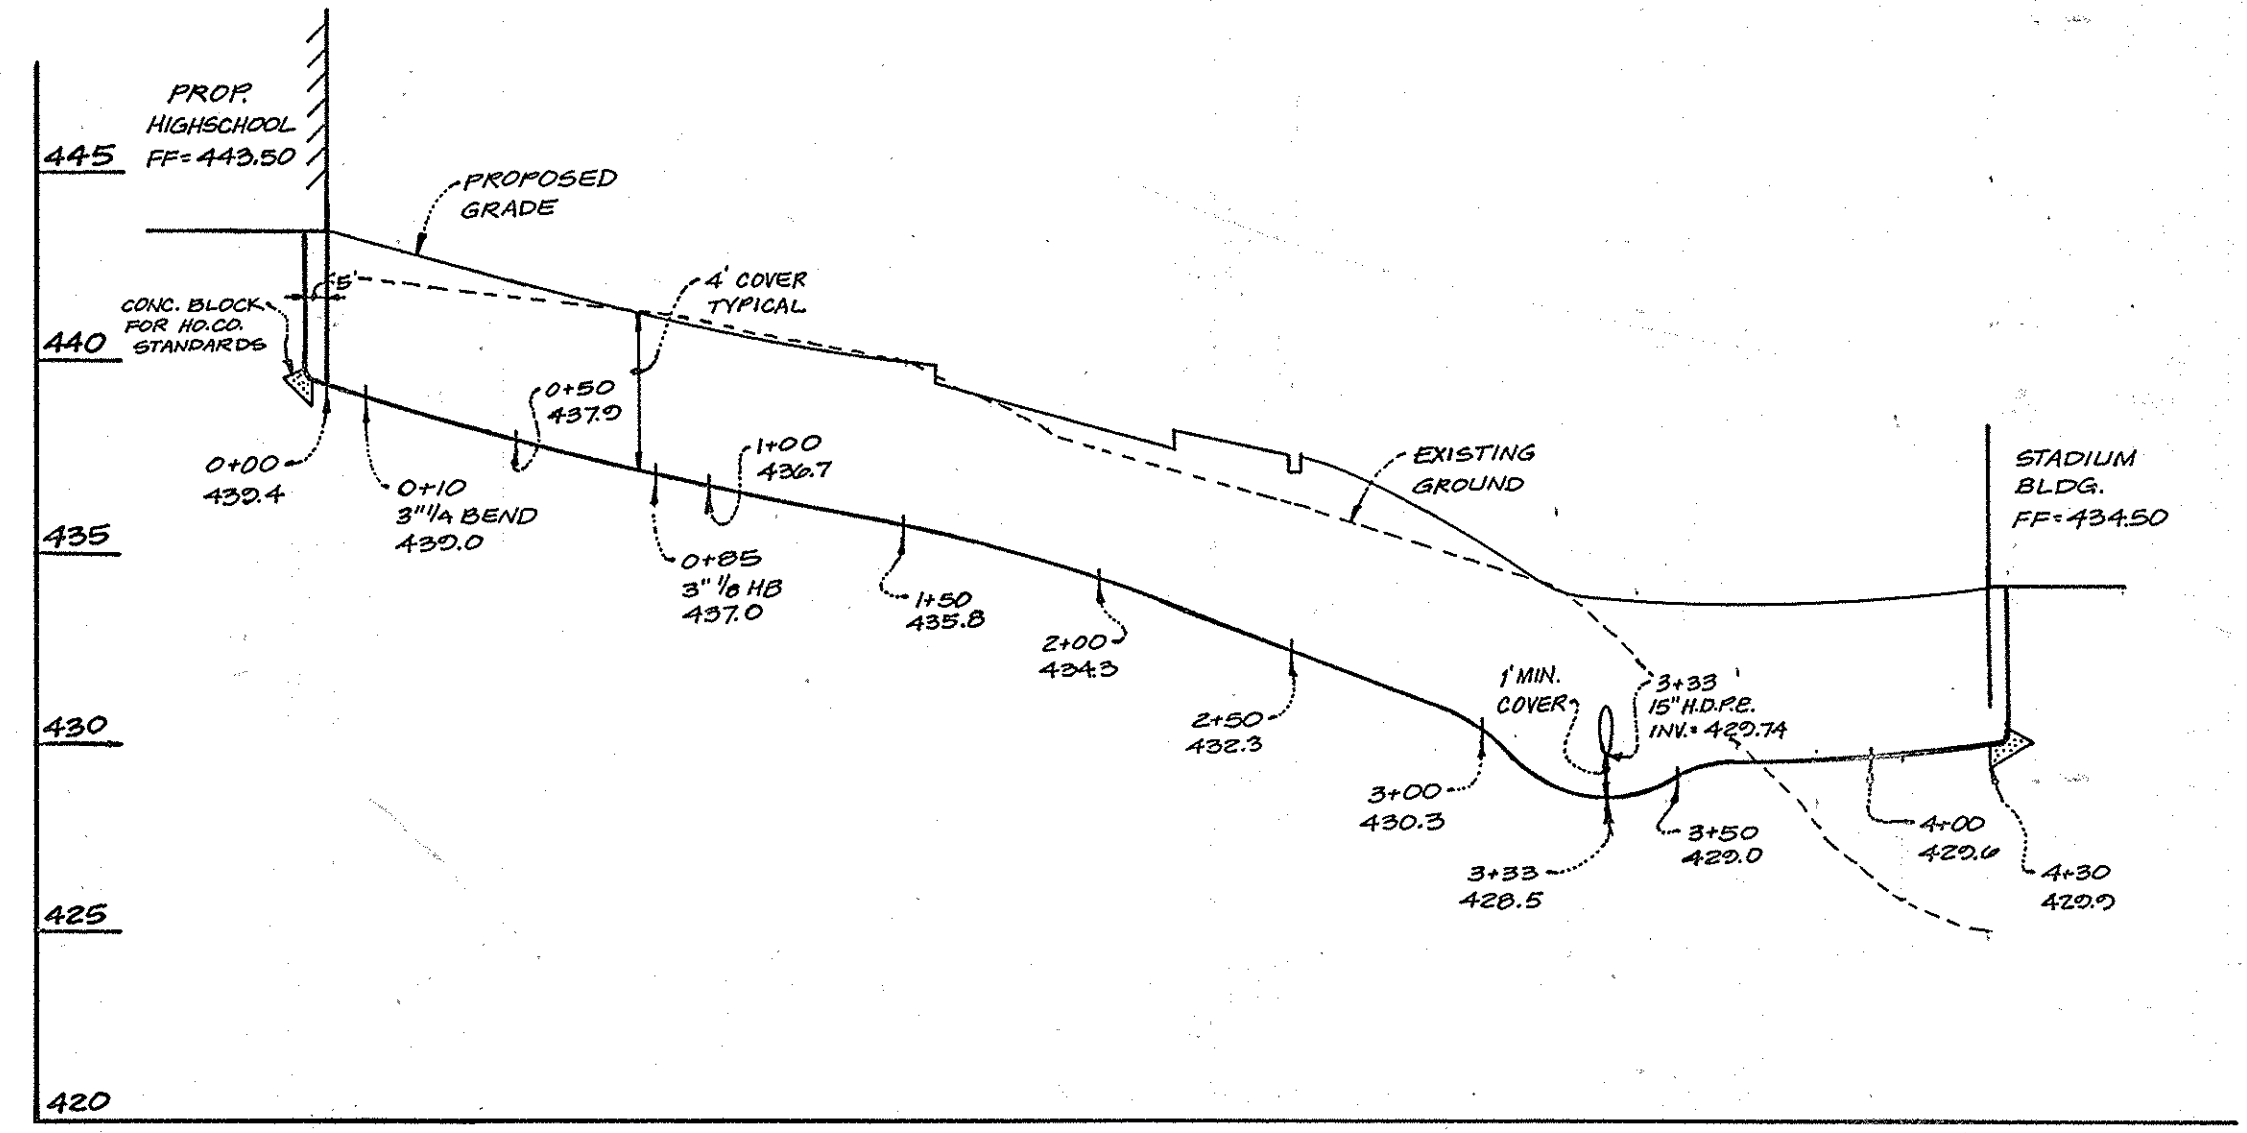 PROP.
HIGHSCHOOL
FF=443.50
445
PROPOSED
GRADE
5'
4' COVER
TYPICAL
CONC. BLOCK
FOR HO.CO.
STANDARDS
440
0+50
437.9
0+00
439.4
0+10
3" 1/4 BEND
439.0
1+00
436.7
EXISTING
GROUND
STADIUM
BLDG.
FF=434.50
435
0+85
3" 1/8 HB
437.0
1+50
435.8
2+00
434.3
1' MIN.
COVER
3+33
15" H.D.P.E.
INV.= 429.74
430
2+50
432.3
3+00
430.3
3+33
428.5
3+50
429.0
4+00
429.6
4+30
429.9
425
420